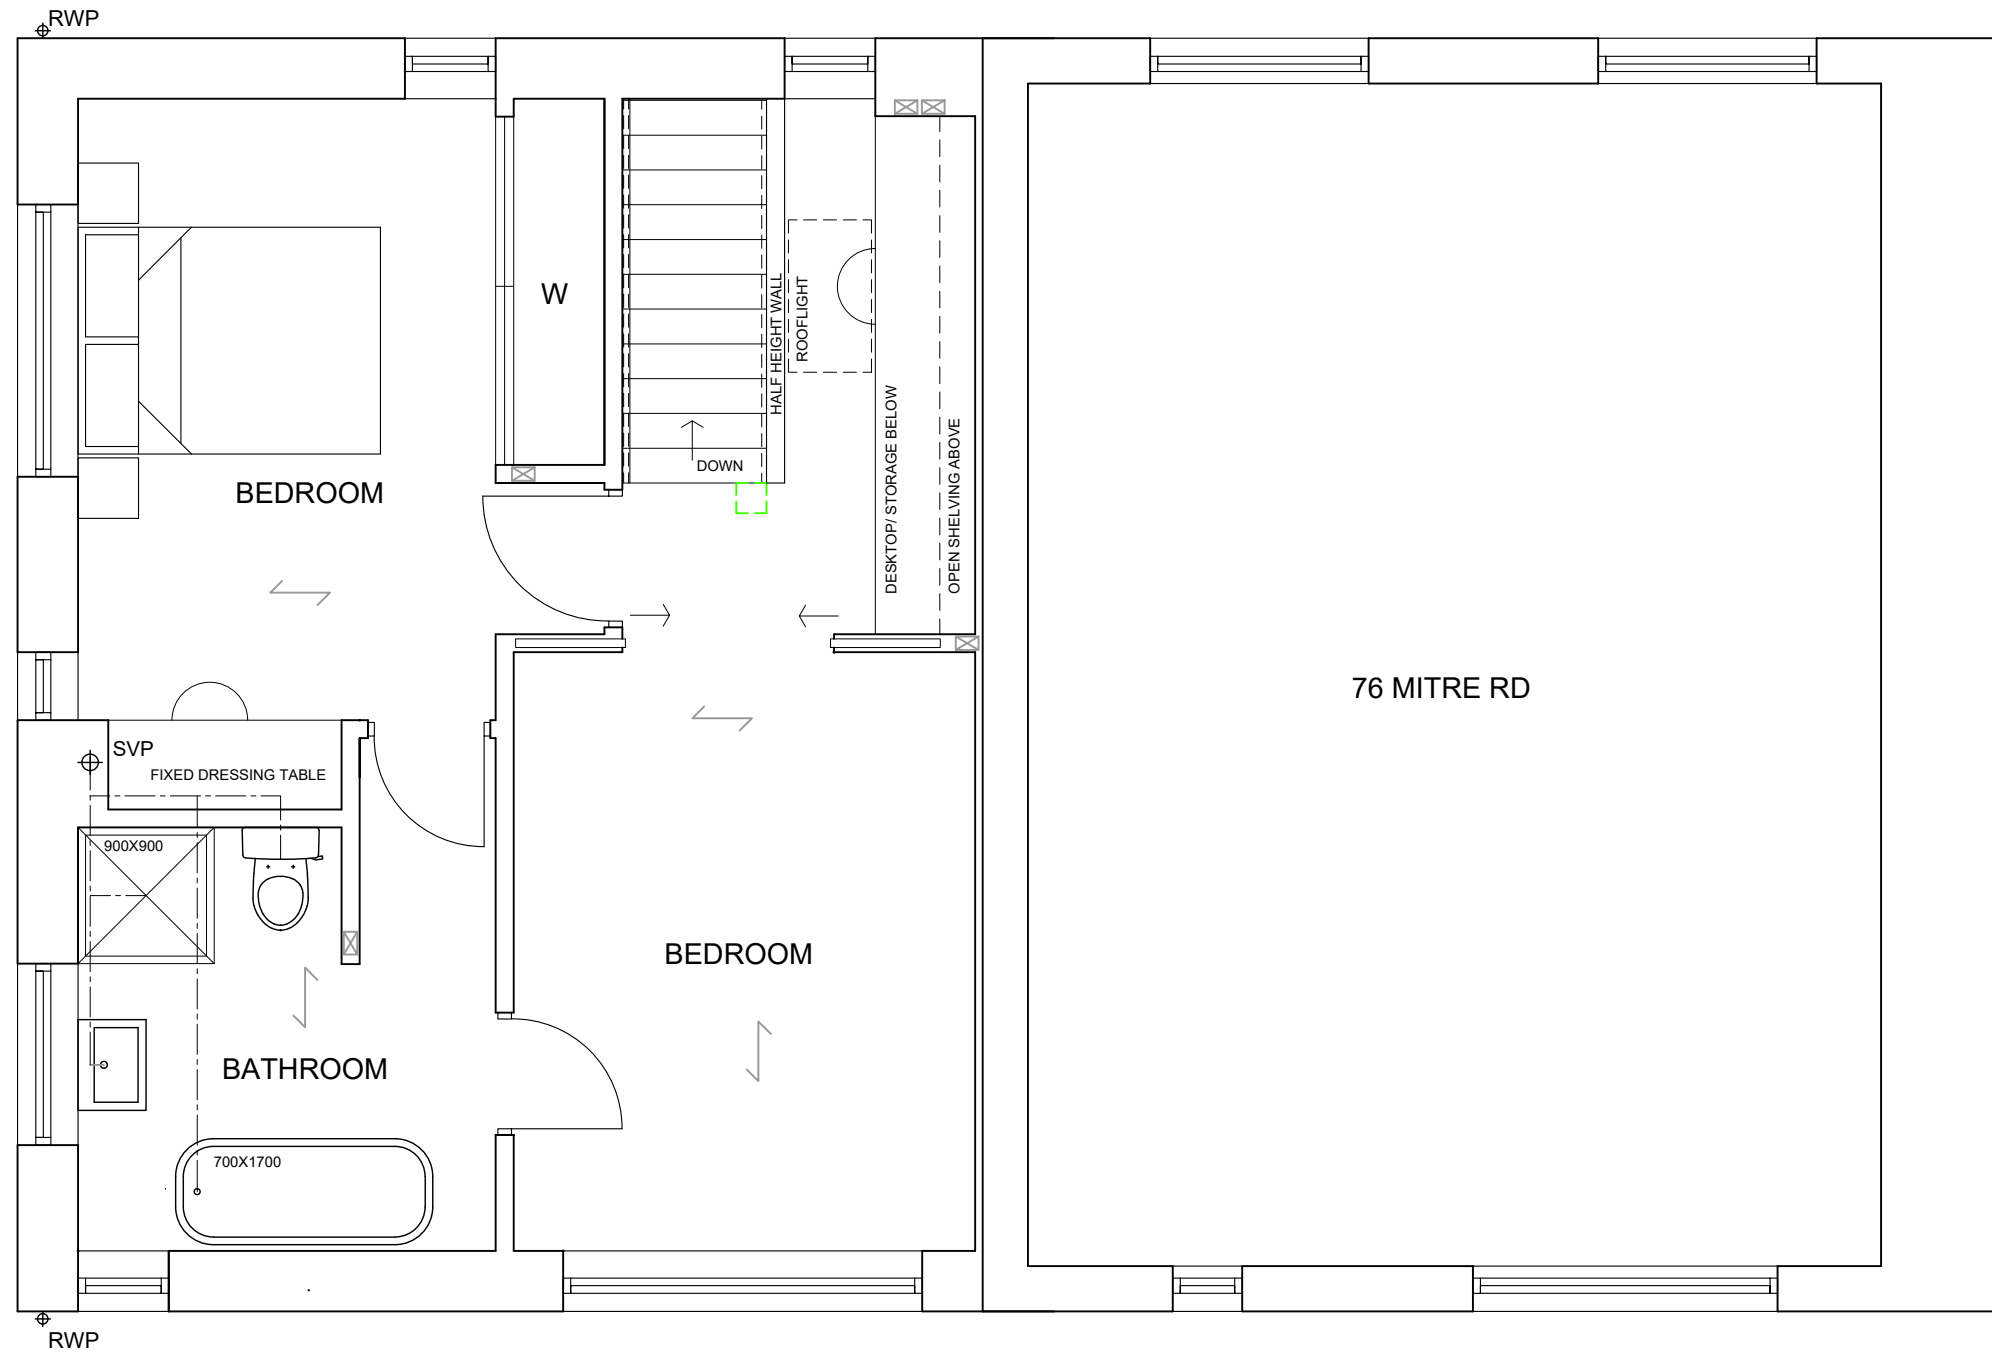 RWP
W
HALF HEIGHT WALL
ROOFLIGHT
DOWN
DESKTOP/ STORAGE BELOW
OPEN SHELVING ABOVE
BEDROOM
76 MITRE RD
SVP
FIXED DRESSING TABLE
900X900
BEDROOM
BATHROOM
700X1700
RWP